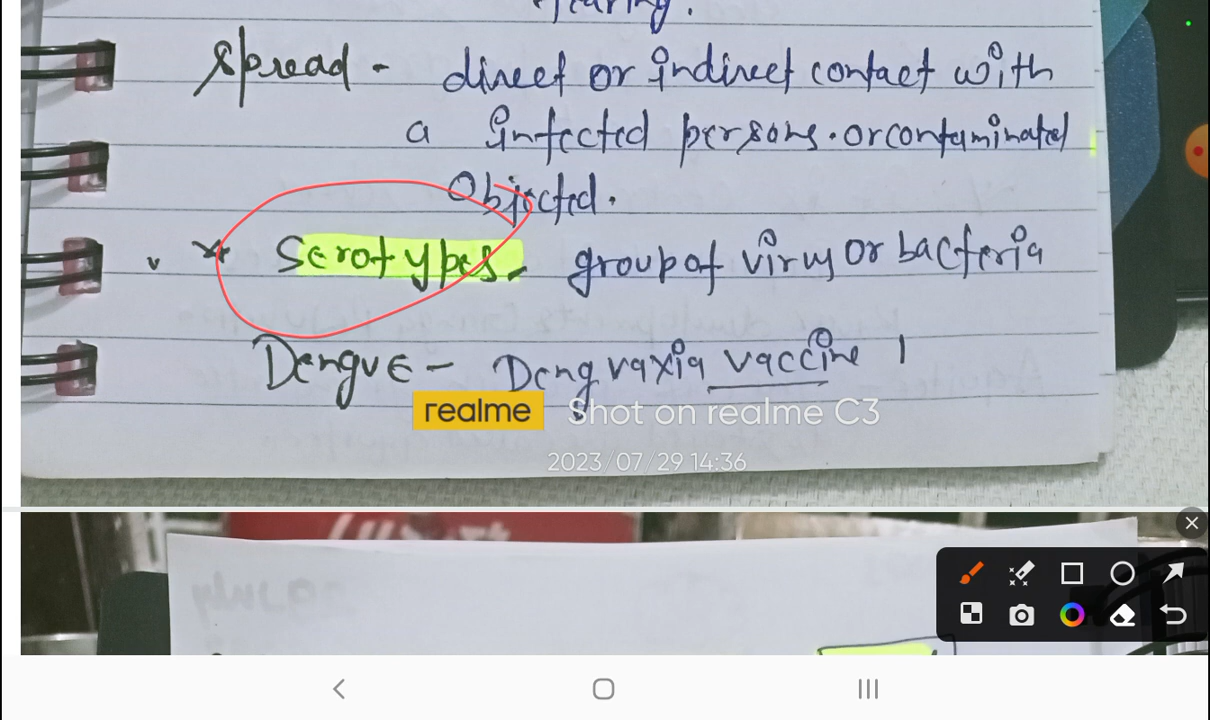 Spread - direct or indirect contact with
a infected persons. or contaminated
Objected.
* Serotypes - group of virus or bacteria
Dengue - Dengvaxia vaccine |
realme Shot on realme C3
2023/07/29 14:36